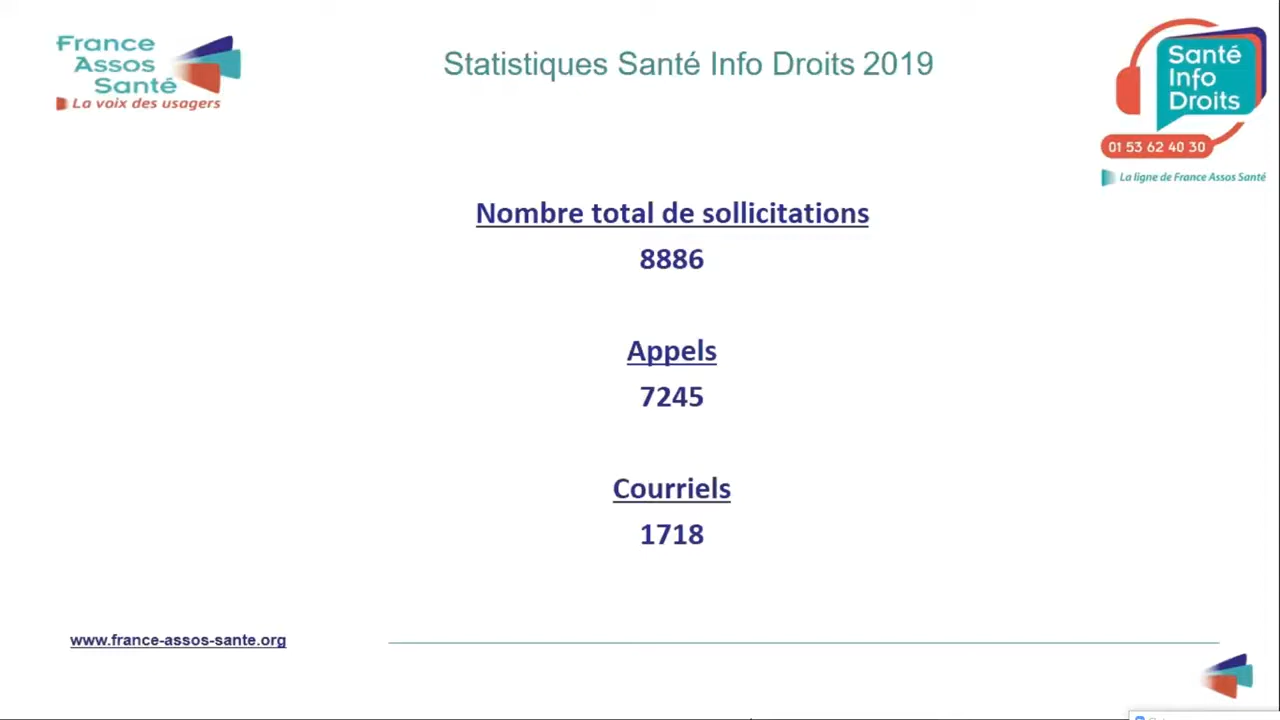 France
Assos
Santé
La voix des usagers
Statistiques Santé Info Droits 2019
Santé
Info
Droits
01 53 62 40 30
La ligne de France Assos Santé
Nombre total de sollicitations
8886
Appels
7245
Courriels
1718
www.france-assos-sante.org